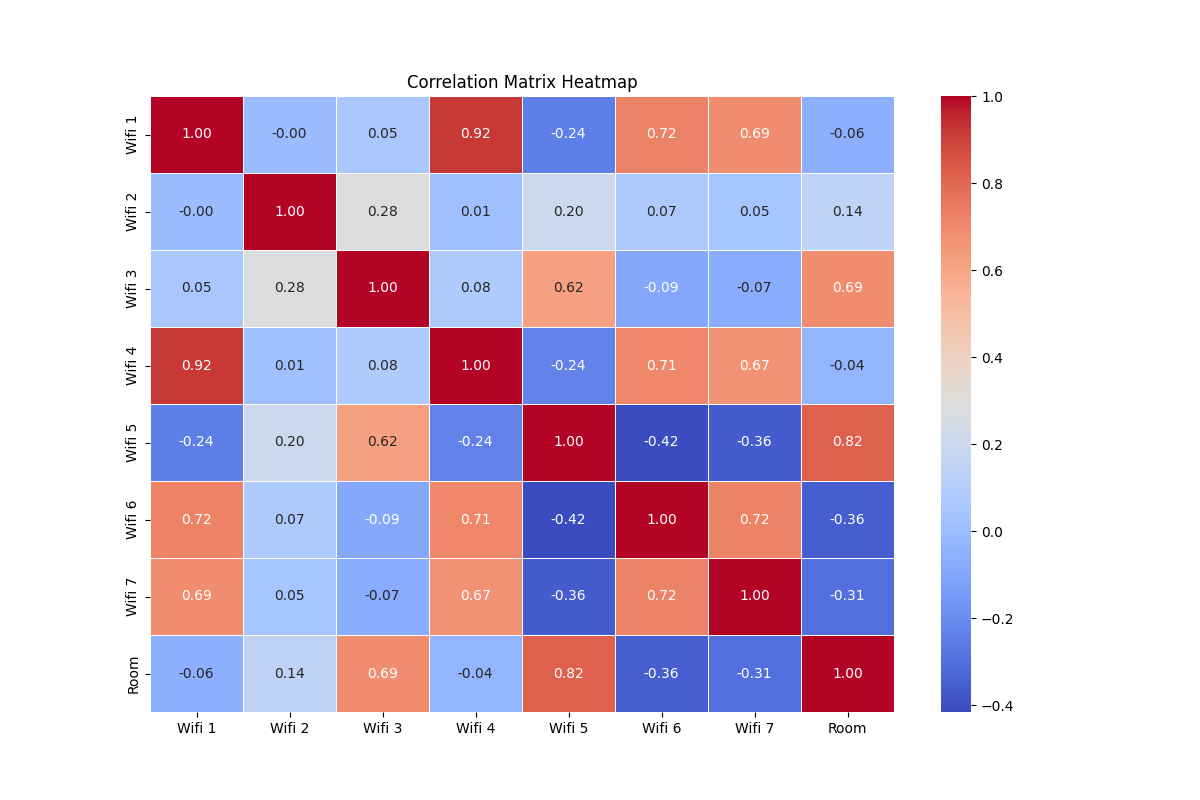 Correlation Matrix Heatmap
Wifi 1 1.00 -0.00 0.05 0.92 -0.24 0.72 0.69 -0.06
Wifi 2 -0.00 1.00 0.28 0.01 0.20 0.07 0.05 0.14
Wifi 3 0.05 0.28 1.00 0.08 0.62 -0.09 -0.07 0.69
Wifi 4 0.92 0.01 0.08 1.00 -0.24 0.71 0.67 -0.04
Wifi 5 -0.24 0.20 0.62 -0.24 1.00 -0.42 -0.36 0.82
Wifi 6 0.72 0.07 -0.09 0.71 -0.42 1.00 0.72 -0.36
Wifi 7 0.69 0.05 -0.07 0.67 -0.36 0.72 1.00 -0.31
Room -0.06 0.14 0.69 -0.04 0.82 -0.36 -0.31 1.00
Wifi 1 Wifi 2 Wifi 3 Wifi 4 Wifi 5 Wifi 6 Wifi 7 Room
1.0
0.8
0.6
0.4
0.2
0.0
−0.2
−0.4